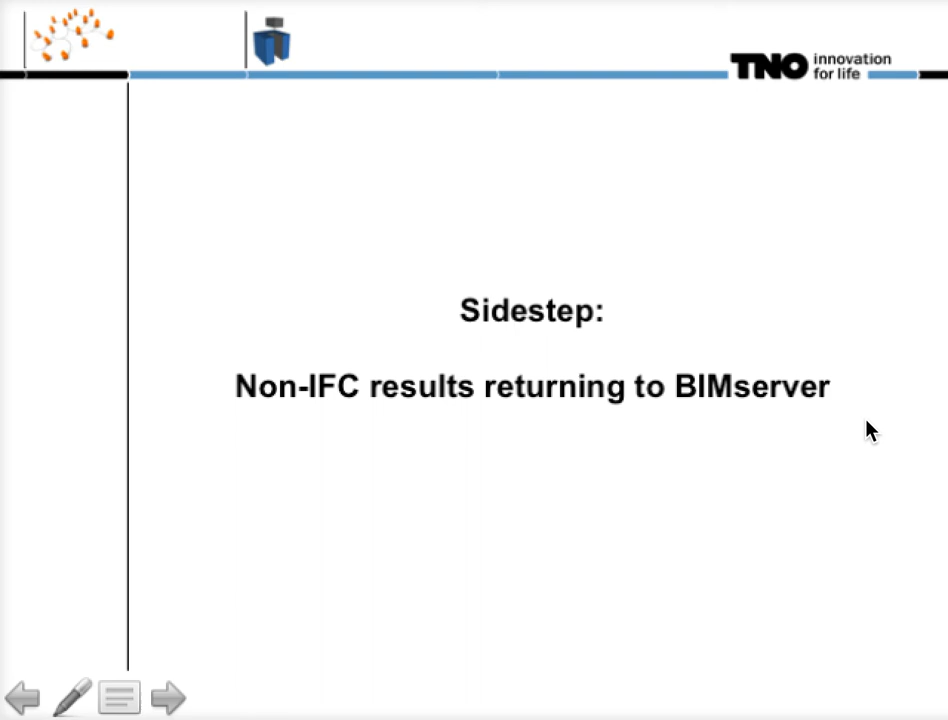 TNO innovation
for life
Sidestep:
Non-IFC results returning to BIMserver